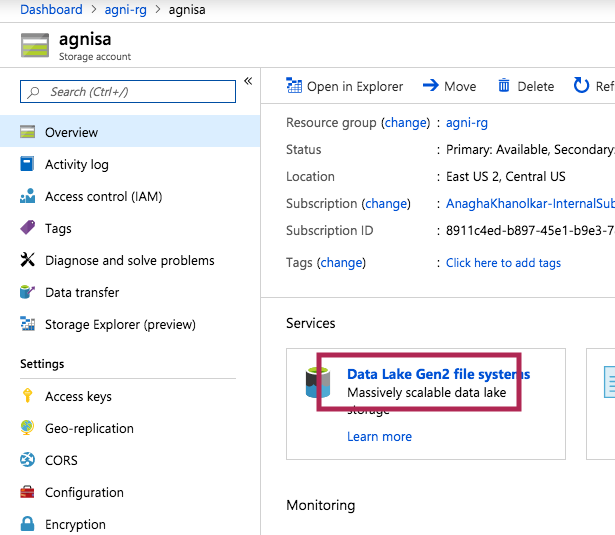 Dashboard > agni-rg > agnisa
agnisa
Storage account
Search (Ctrl+/)
«
Overview
Activity log
Access control (IAM)
Tags
Diagnose and solve problems
Data transfer
Storage Explorer (preview)
Settings
Access keys
Geo-replication
CORS
Configuration
Encryption
Open in Explorer Move Delete Ref
Resource group (change) : agni-rg
Status : Primary: Available, Secondary:
Location : East US 2, Central US
Subscription (change) : AnaghaKhanolkar-InternalSub
Subscription ID : 8911c4ed-b897-45e1-b9e3-7
Tags (change) : Click here to add tags
Services
Data Lake Gen2 file systems
Massively scalable data lake
storage
Learn more
Monitoring